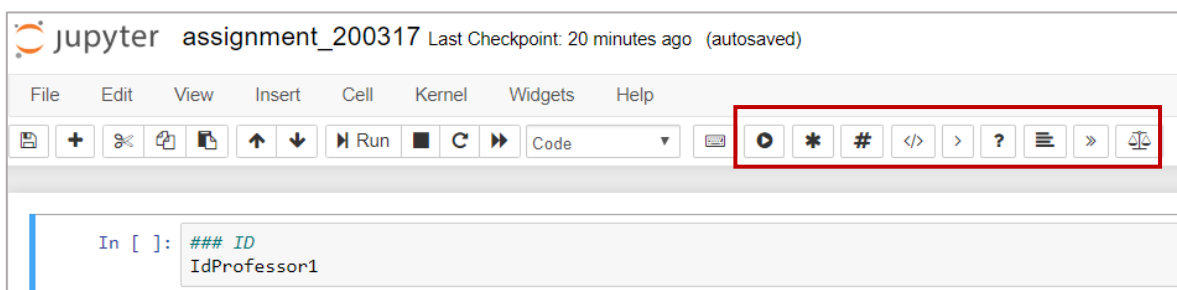 jupyter assignment_200317 Last Checkpoint: 20 minutes ago (autosaved)
File Edit View Insert Cell Kernel Widgets Help
Run Code # </> > ? »
In [ ]: ### ID
IdProfessor1